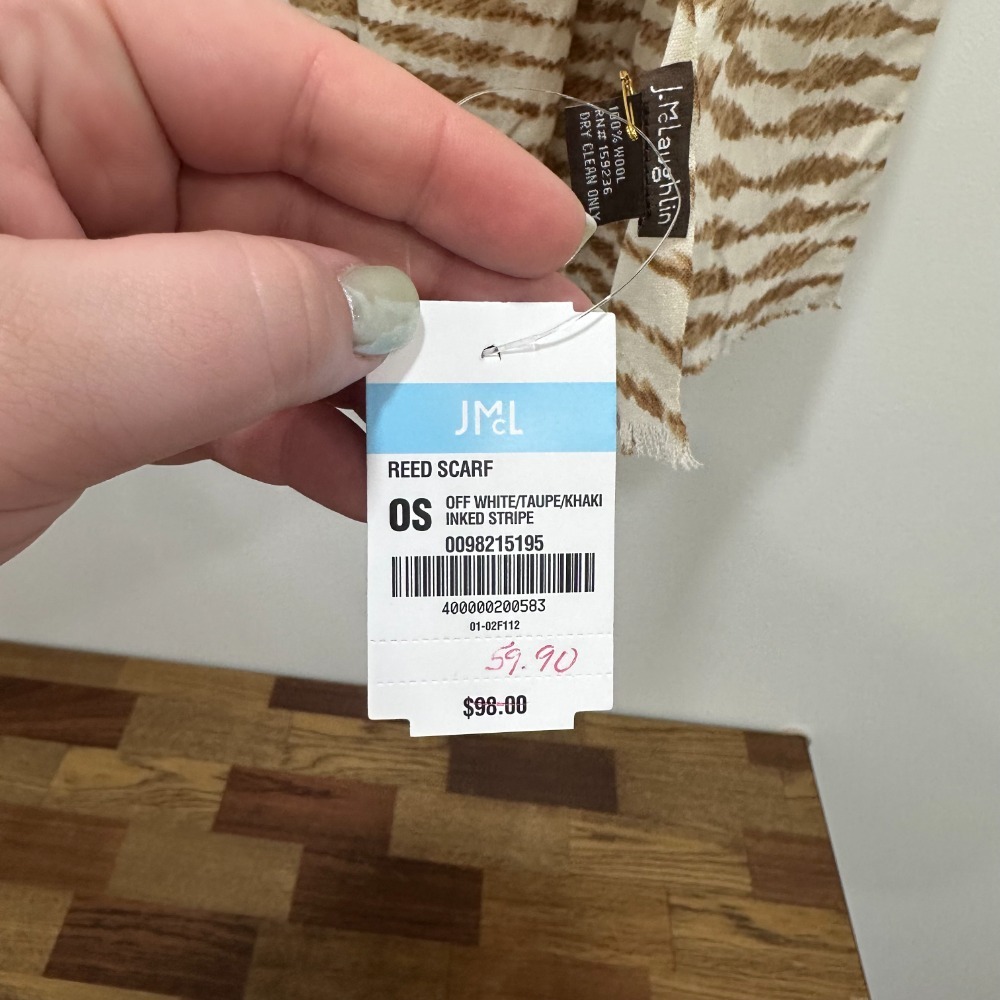 J.McLaughlin
100% WOOL
RN# 159236
DRY CLEAN ONLY
JMcL
REED SCARF
OS
OFF WHITE/TAUPE/KHAKI
INKED STRIPE
0098215195
400000200583
01-02F112
59.90
$98.00